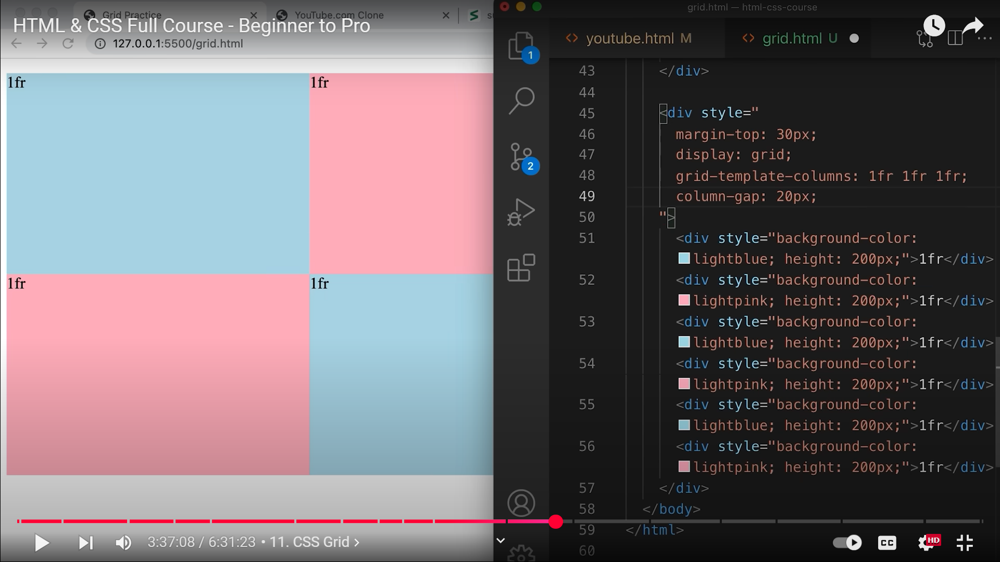 Grid Practice
YouTube.com Clone
HTML & CSS Full Course - Beginner to Pro
127.0.0.1:5500/grid.html
1fr
1fr
1fr
1fr
grid.html — html-css-course
youtube.html M
grid.html U
1
2
43 </div>
44
45 <div style="
46 margin-top: 30px;
47 display: grid;
48 grid-template-columns: 1fr 1fr 1fr;
49 column-gap: 20px;
50 ">
51 <div style="background-color:
lightblue; height: 200px;">1fr</div>
52 <div style="background-color:
lightpink; height: 200px;">1fr</div>
53 <div style="background-color:
lightblue; height: 200px;">1fr</div>
54 <div style="background-color:
lightpink; height: 200px;">1fr</div>
55 <div style="background-color:
lightblue; height: 200px;">1fr</div>
56 <div style="background-color:
lightpink; height: 200px;">1fr</div>
57 </div>
58 </body>
59 </html>
60
3:37:08 / 6:31:23 • 11. CSS Grid ›
CC
HD